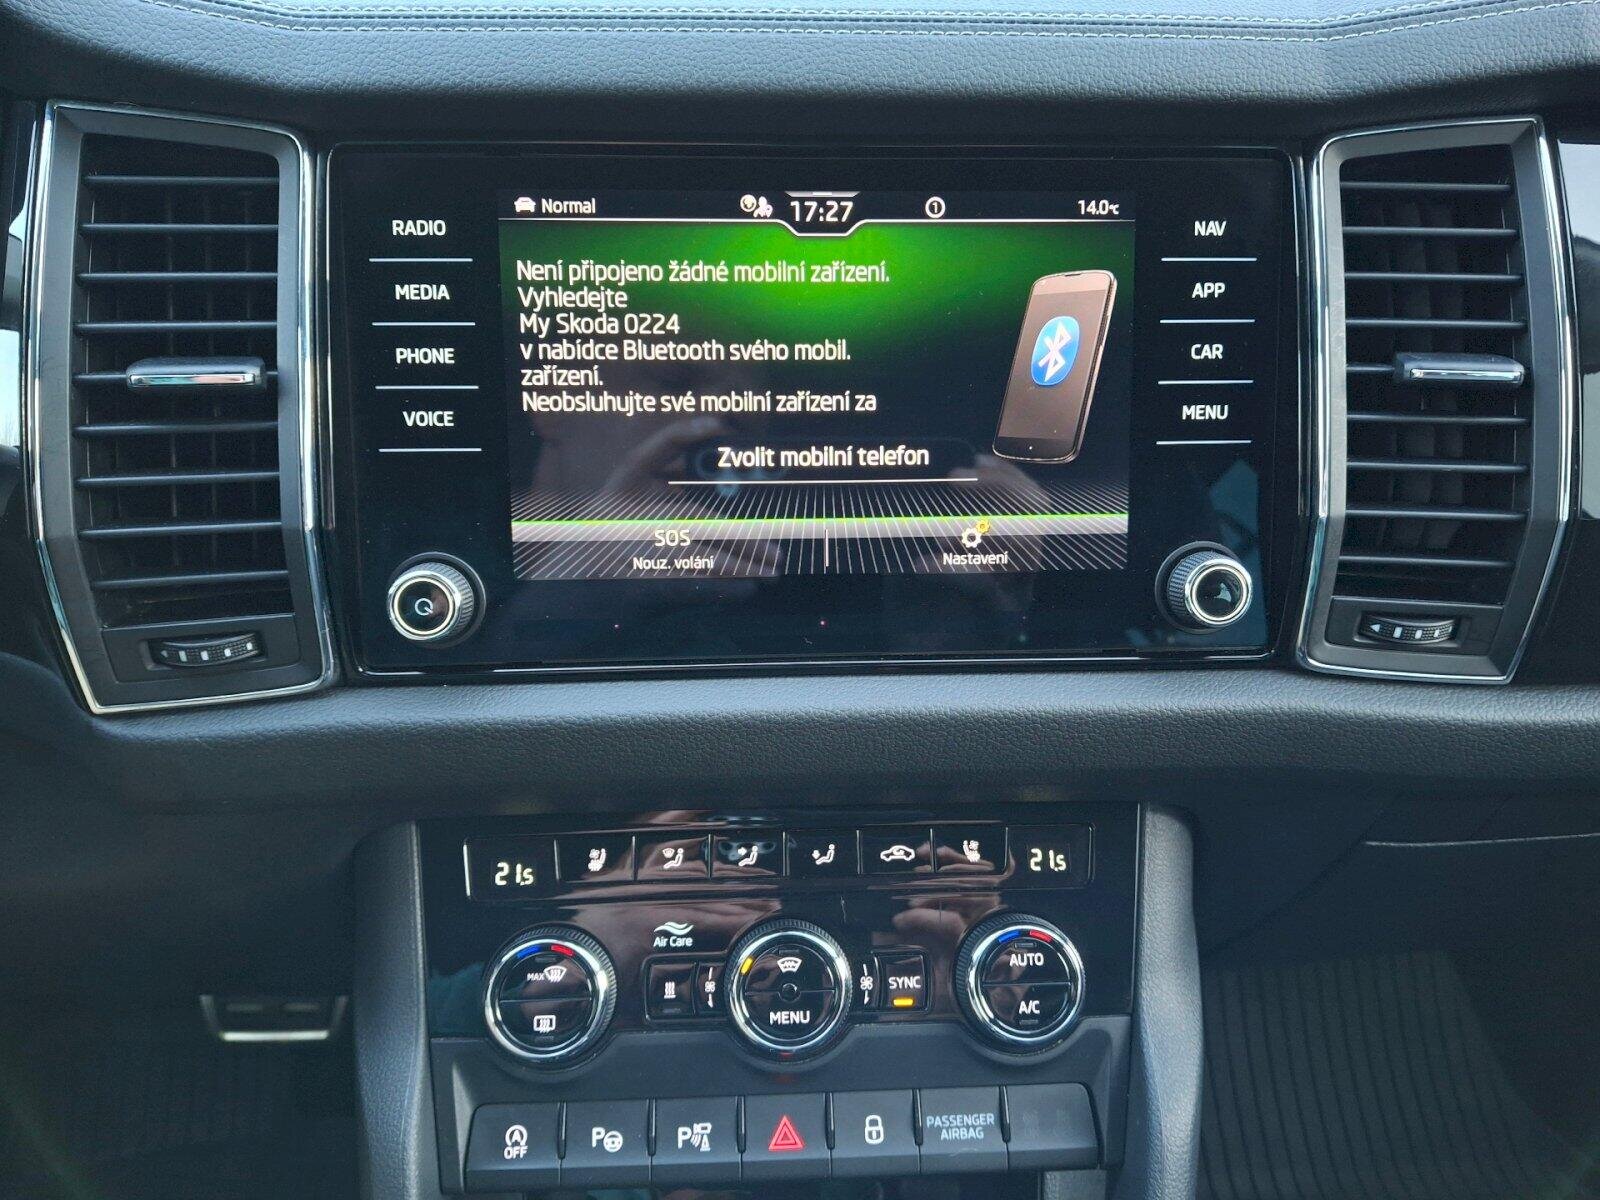 Normal
17:27
1
14.0°C
RADIO
MEDIA
PHONE
VOICE
Není připojeno žádné mobilní zařízení.
Vyhledejte
My Skoda 0224
v nabídce Bluetooth svého mobil.
zařízení.
Neobsluhujte své mobilní zařízení za
Zvolit mobilní telefon
SOS
Nouz. volání
Nastavení
NAV
APP
CAR
MENU
21.5
21.5
Air Care
MAX
MENU
SYNC
AUTO
A/C
A
OFF
P
P
PASSENGER
AIRBAG